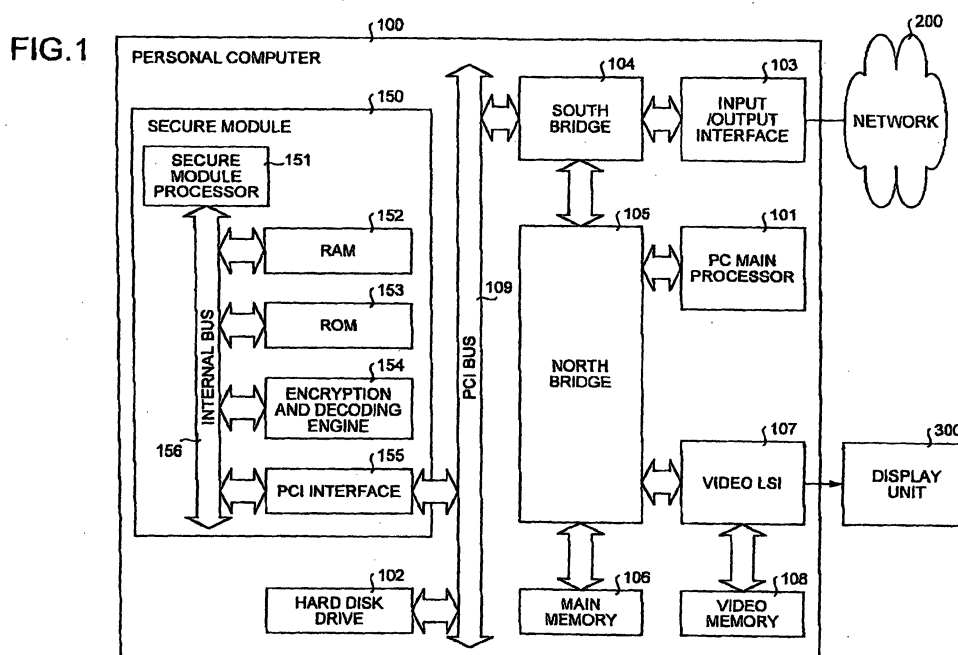 FIG.1
100
PERSONAL COMPUTER
150
SECURE MODULE
SECURE
MODULE
PROCESSOR
151
152
RAM
153
ROM
154
ENCRYPTION
AND DECODING
ENGINE
155
PCI INTERFACE
INTERNAL BUS
156
102
HARD DISK
DRIVE
PCI BUS
109
104
SOUTH
BRIDGE
103
INPUT
/OUTPUT
INTERFACE
200
NETWORK
105
NORTH
BRIDGE
101
PC MAIN
PROCESSOR
107
VIDEO LSI
300
DISPLAY
UNIT
106
MAIN
MEMORY
108
VIDEO
MEMORY